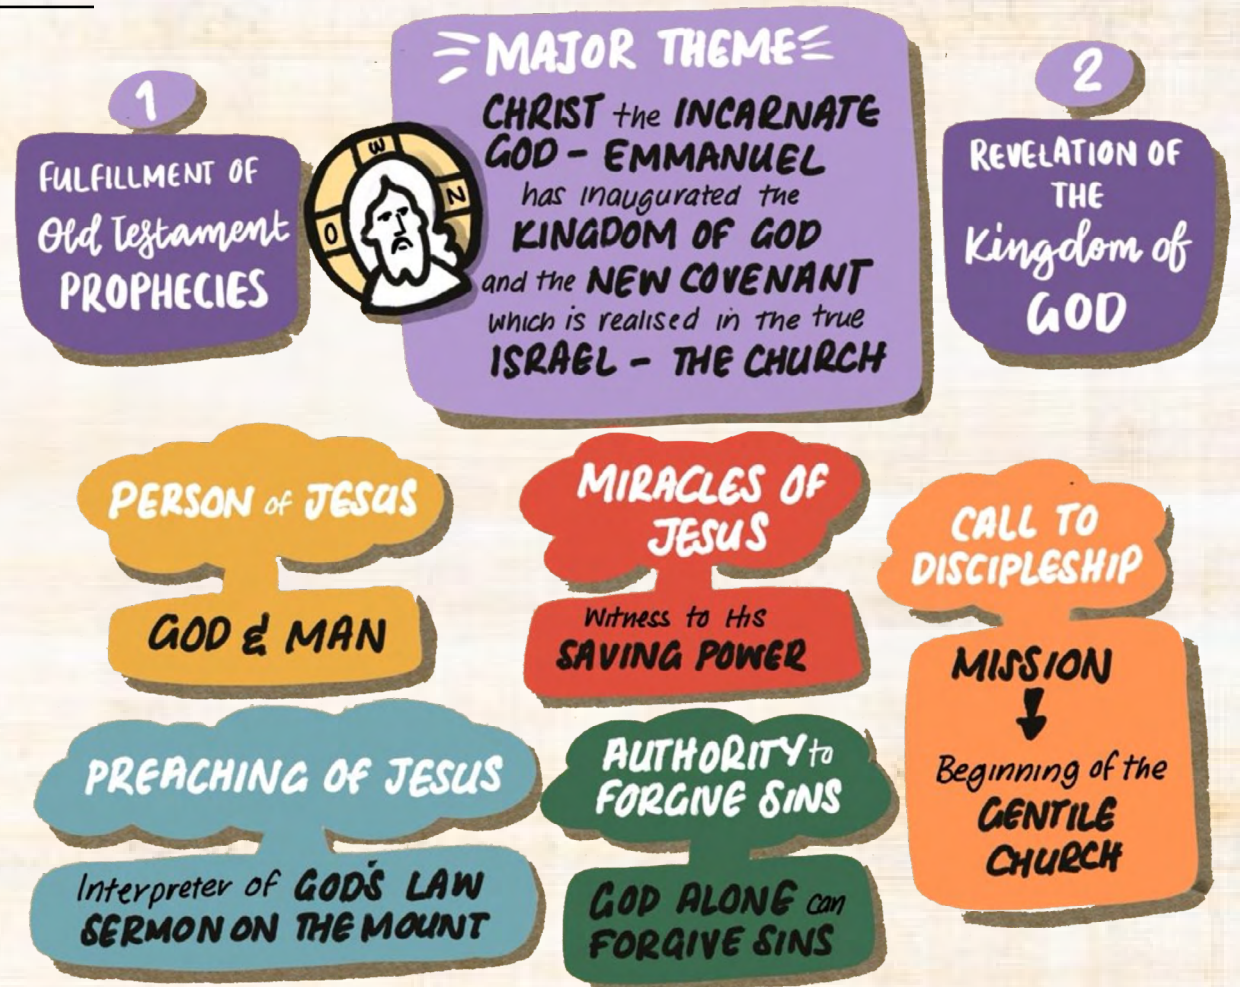 1
FULFILLMENT OF
Old Testament
PROPHECIES
MAJOR THEME
CHRIST the INCARNATE
GOD - EMMANUEL
has inaugurated the
KINGDOM OF GOD
and the NEW COVENANT
which is realised in the true
ISRAEL - THE CHURCH
O W N
2
REVELATION OF
THE
Kingdom of
GOD
PERSON of JESUS
GOD & MAN
MIRACLES OF
JESUS
Witness to His
SAVING POWER
CALL TO
DISCIPLESHIP
MISSION
Beginning of the
GENTILE
CHURCH
PREACHING OF JESUS
Interpreter of GOD'S LAW
SERMON ON THE MOUNT
AUTHORITY to
FORGIVE SINS
GOD ALONE can
FORGIVE SINS